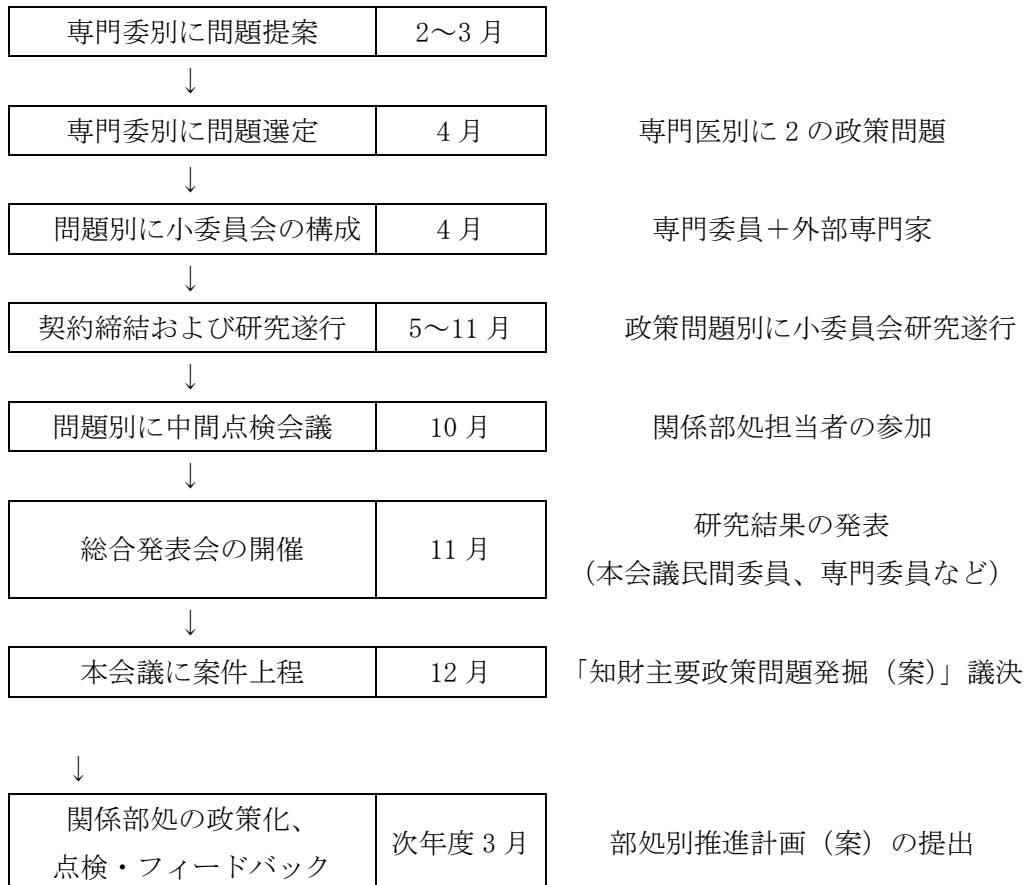 専門委別に問題提案 2～3 月
↓
専門委別に問題選定 4 月 専門医別に 2 の政策問題
↓
問題別に小委員会の構成 4 月 専門委員＋外部専門家
↓
契約締結および研究遂行 5～11 月 政策問題別に小委員会研究遂行
↓
問題別に中間点検会議 10 月 関係部処担当者の参加
↓
総合発表会の開催 11 月 研究結果の発表
（本会議民間委員、専門委員など）
↓
本会議に案件上程 12 月 「知財主要政策問題発掘（案）」議決
↓
関係部処の政策化、
点検・フィードバック 次年度 3 月 部処別推進計画（案）の提出